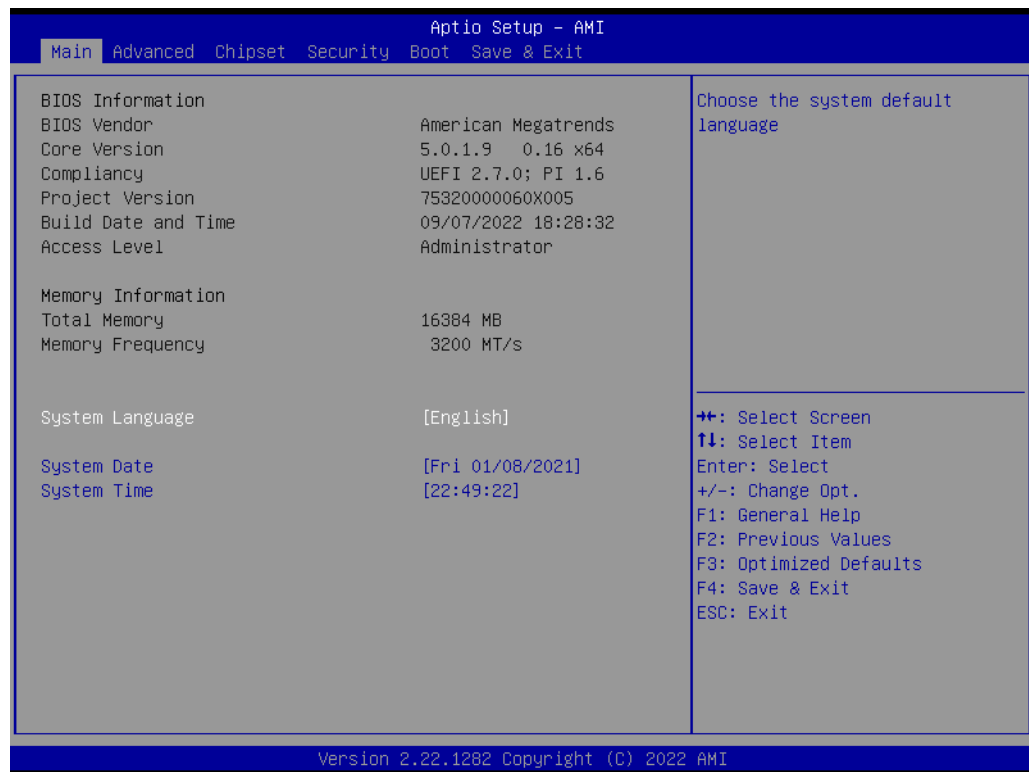 Aptio Setup – AMI
Main Advanced Chipset Security Boot Save & Exit
BIOS Information
BIOS Vendor American Megatrends
Core Version 5.0.1.9 0.16 x64
Compliancy UEFI 2.7.0; PI 1.6
Project Version 75320000060X005
Build Date and Time 09/07/2022 18:28:32
Access Level Administrator
Memory Information
Total Memory 16384 MB
Memory Frequency 3200 MT/s
System Language [English]
System Date [Fri 01/08/2021]
System Time [22:49:22]
Choose the system default
language
→←: Select Screen
↑↓: Select Item
Enter: Select
+/-: Change Opt.
F1: General Help
F2: Previous Values
F3: Optimized Defaults
F4: Save & Exit
ESC: Exit
Version 2.22.1282 Copyright (C) 2022 AMI